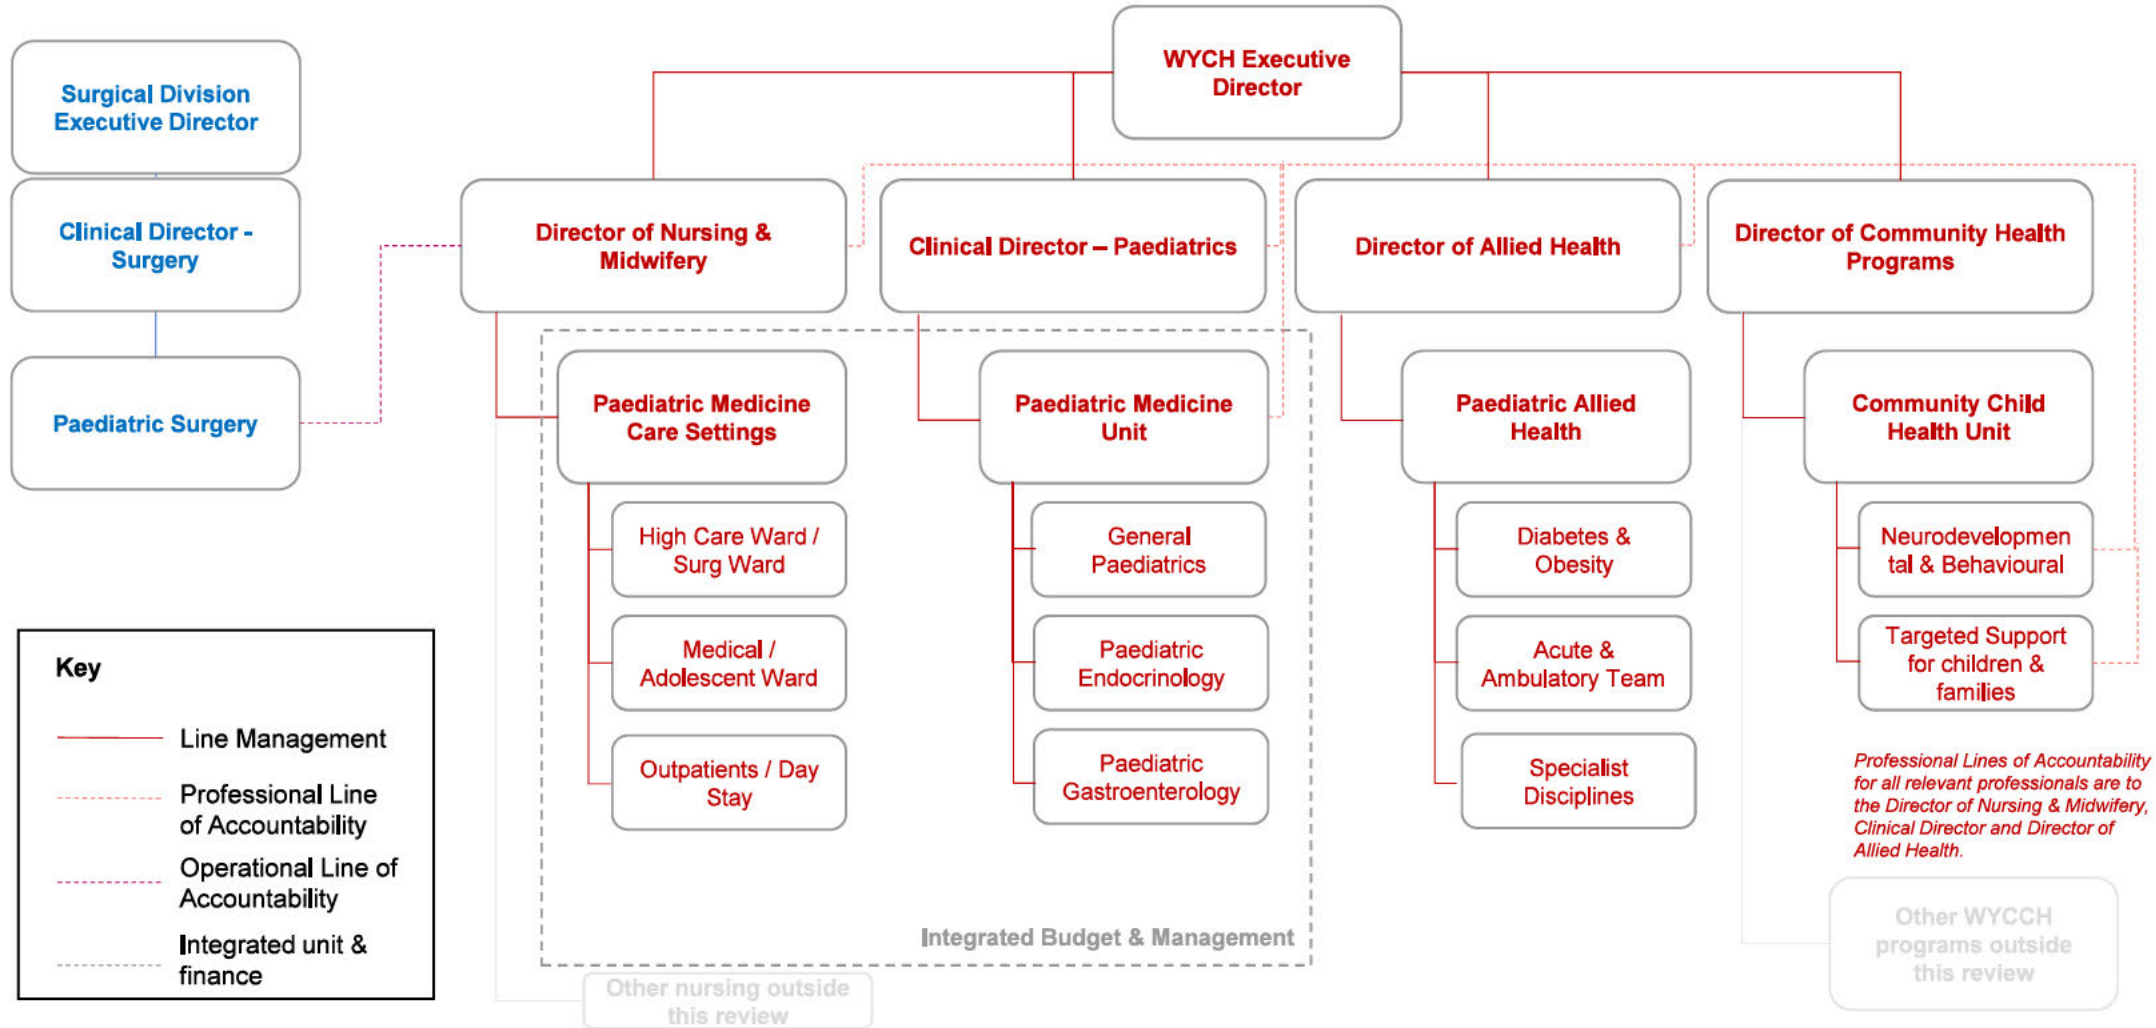 WYCH Executive
Director
Surgical Division
Executive Director
Clinical Director -
Surgery
Paediatric Surgery
Director of Nursing &
Midwifery
Clinical Director – Paediatrics
Director of Allied Health
Director of Community Health
Programs
Paediatric Medicine
Care Settings
High Care Ward /
Surg Ward
Medical /
Adolescent Ward
Outpatients / Day
Stay
Paediatric Medicine
Unit
General
Paediatrics
Paediatric
Endocrinology
Paediatric
Gastroenterology
Integrated Budget & Management
Other nursing outside
this review
Paediatric Allied
Health
Diabetes &
Obesity
Acute &
Ambulatory Team
Specialist
Disciplines
Community Child
Health Unit
Neurodevelopmen
tal & Behavioural
Targeted Support
for children &
families
Professional Lines of Accountability
for all relevant professionals are to
the Director of Nursing & Midwifery,
Clinical Director and Director of
Allied Health.
Other WYCCH
programs outside
this review
Key
Line Management
Professional Line
of Accountability
Operational Line of
Accountability
Integrated unit &
finance